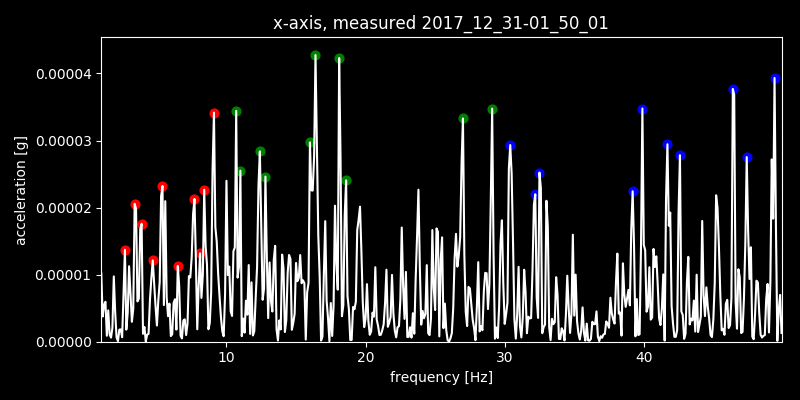 x-axis, measured 2017_12_31-01_50_01
acceleration [g]
0.00004
0.00003
0.00002
0.00001
0.00000
10 20 30 40
frequency [Hz]